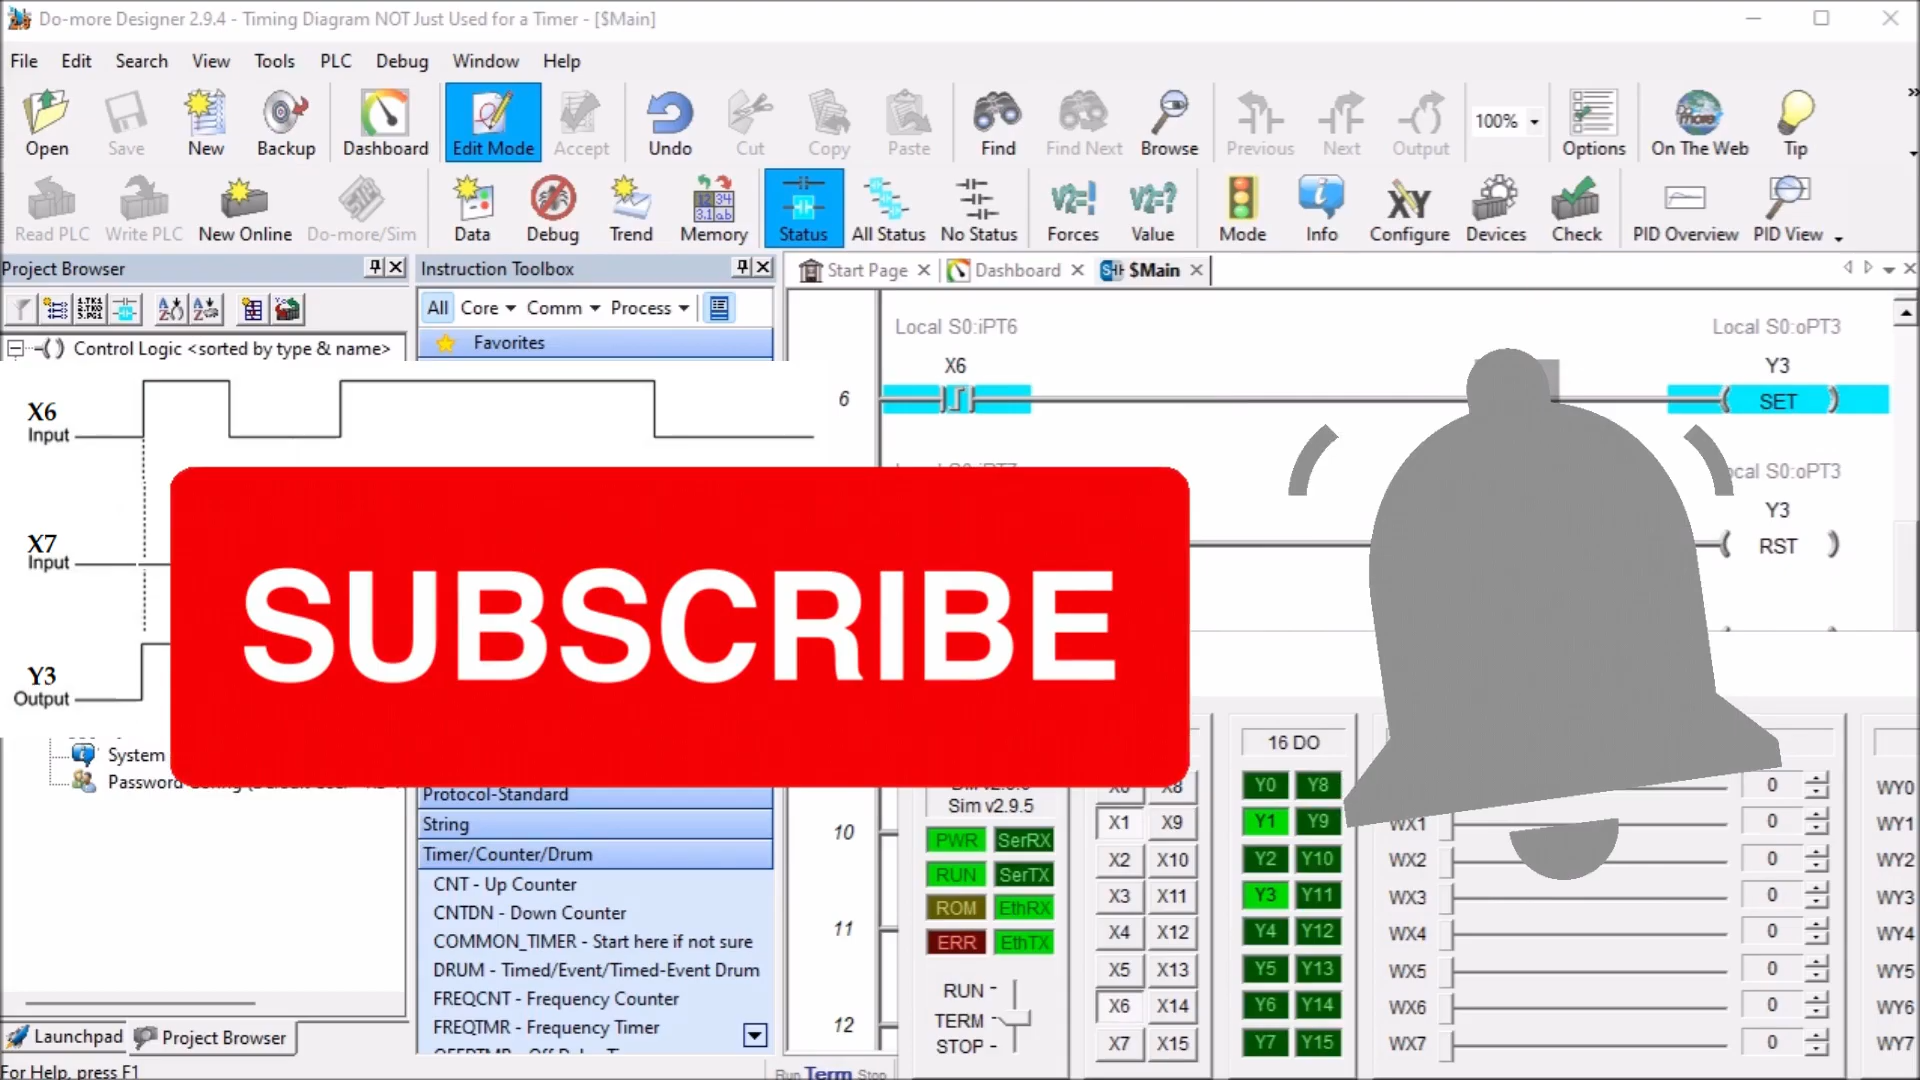 Do-more Designer 2.9.4 - Timing Diagram NOT Just Used for a Timer - [$Main]
File Edit Search View Tools PLC Debug Window Help
Open Save New Backup Dashboard Edit Mode Accept Undo Cut Copy Paste Find Find Next Browse Previous Next Output 100% Options On The Web Tip
Read PLC Write PLC New Online Do-more/Sim Data Debug Trend Memory Status All Status No Status Forces Value Mode Info Configure Devices Check PID Overview PID View
Project Browser
Instruction Toolbox
Start Page Dashboard $Main
All Core Comm Process
Favorites
Control Logic <sorted by type & name>
Local S0:iPT6 Local S0:oPT3
X6 Y3
6 SET
X6
Input
Local S0:oPT3
Y3
RST
X7
Input
SUBSCRIBE
Y3
Output
System
Protocol-Standard
String
Timer/Counter/Drum
CNT - Up Counter
CNTDN - Down Counter
COMMON_TIMER - Start here if not sure
DRUM - Timed/Event/Timed-Event Drum
FREQCNT - Frequency Counter
FREQTMR - Frequency Timer
10
11
12
Sim v2.9.5
PWR SerRX
RUN SerTX
ROM EthRX
ERR EthTX
RUN
TERM
STOP
X1 X9
X2 X10
X3 X11
X4 X12
X5 X13
X6 X14
X7 X15
16 DO
Y0 Y8
Y1 Y9
Y2 Y10
Y3 Y11
Y4 Y12
Y5 Y13
Y6 Y14
Y7 Y15
0 WY0
WX1 0 WY1
WX2 0 WY2
WX3 0 WY3
WX4 0 WY4
WX5 0 WY5
WX6 0 WY6
WX7 0 WY7
Launchpad Project Browser
For Help, press F1
Run Term Stop